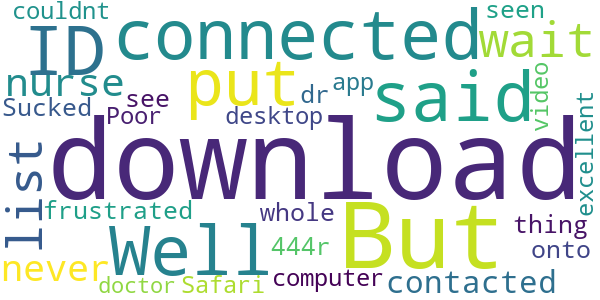 couldnt
seen
ID
connected
wait
nurse
put
said
video
Sucked
see
Poor
dr
app
desktop
excellent
download
list
frustrated
whole
But
thing
Well
444r
onto
never
computer
contacted
doctor
Safari